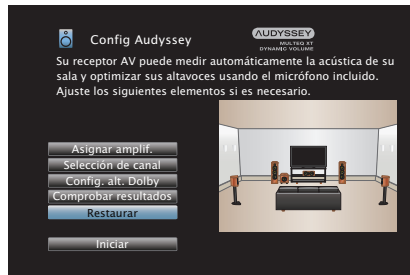 Config Audyssey
AUDYSSEY
MULTEQ XT
DYNAMIC VOLUME
Su receptor AV puede medir automáticamente la acústica de su
sala y optimizar sus altavoces usando el micrófono incluido.
Ajuste los siguientes elementos si es necesario.
Asignar amplif.
Selección de canal
Config. alt. Dolby
Comprobar resultados
Restaurar
Iniciar